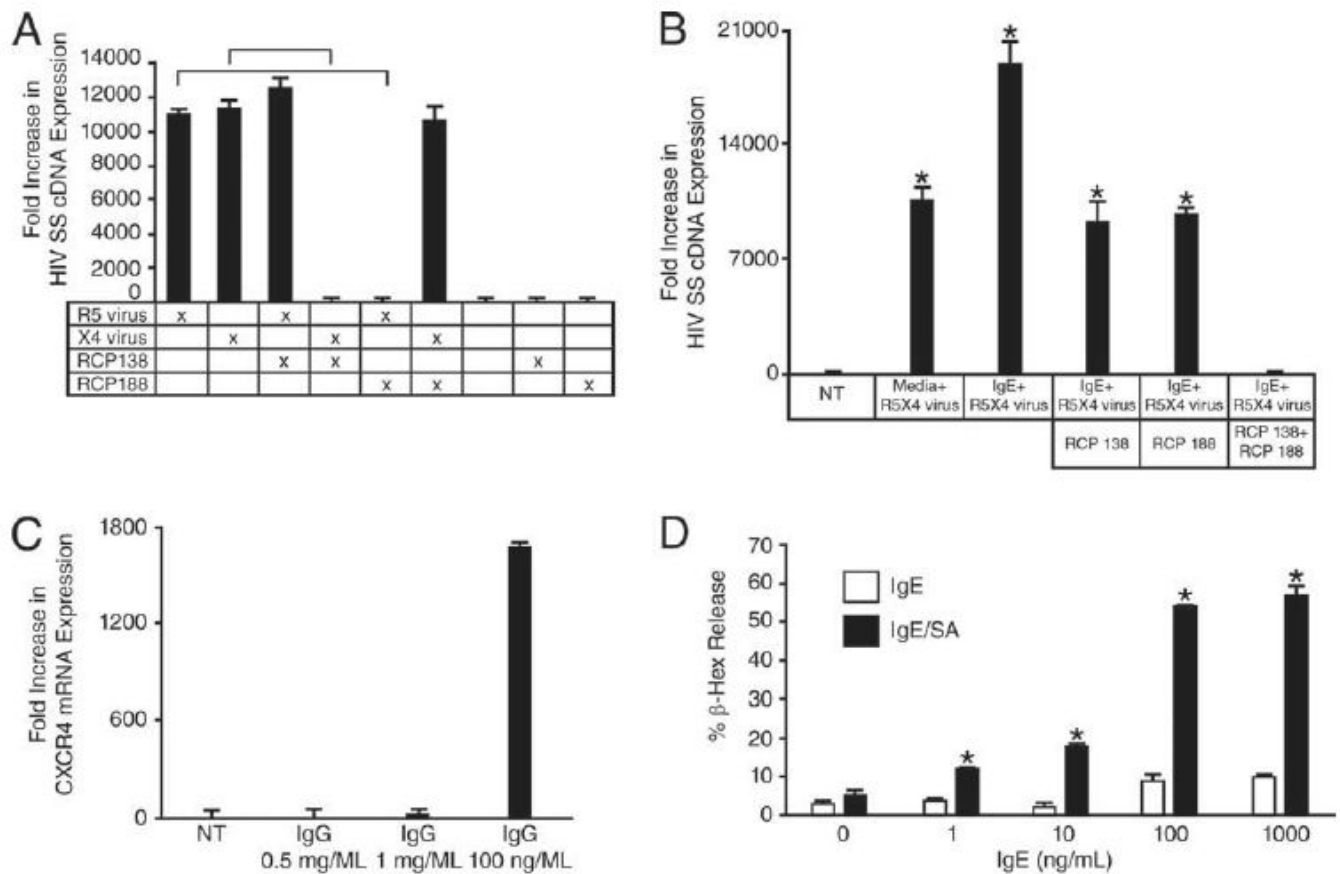 A
Fold Increase in
HIV SS cDNA Expression
14000
12000
10000
8000
6000
4000
2000
0
R5 virus x x x
X4 virus x x x
RCP138 x x x
RCP188 x x x
B
Fold Increase in
HIV SS cDNA Expression
21000
14000
7000
0
* * * *
NT
Media+
R5X4 virus
IgE+
R5X4 virus
IgE+
R5X4 virus
IgE+
R5X4 virus
IgE+
R5X4 virus
RCP 138
RCP 188
RCP 138+
RCP 188
C
Fold Increase in
CXCR4 mRNA Expression
1800
1200
600
0
NT IgG IgG IgG
0.5 mg/ML 1 mg/ML 100 ng/ML
D
% β-Hex Release
70
60
50
40
30
20
10
0
IgE
IgE/SA
* * * *
0 1 10 100 1000
IgE (ng/mL)